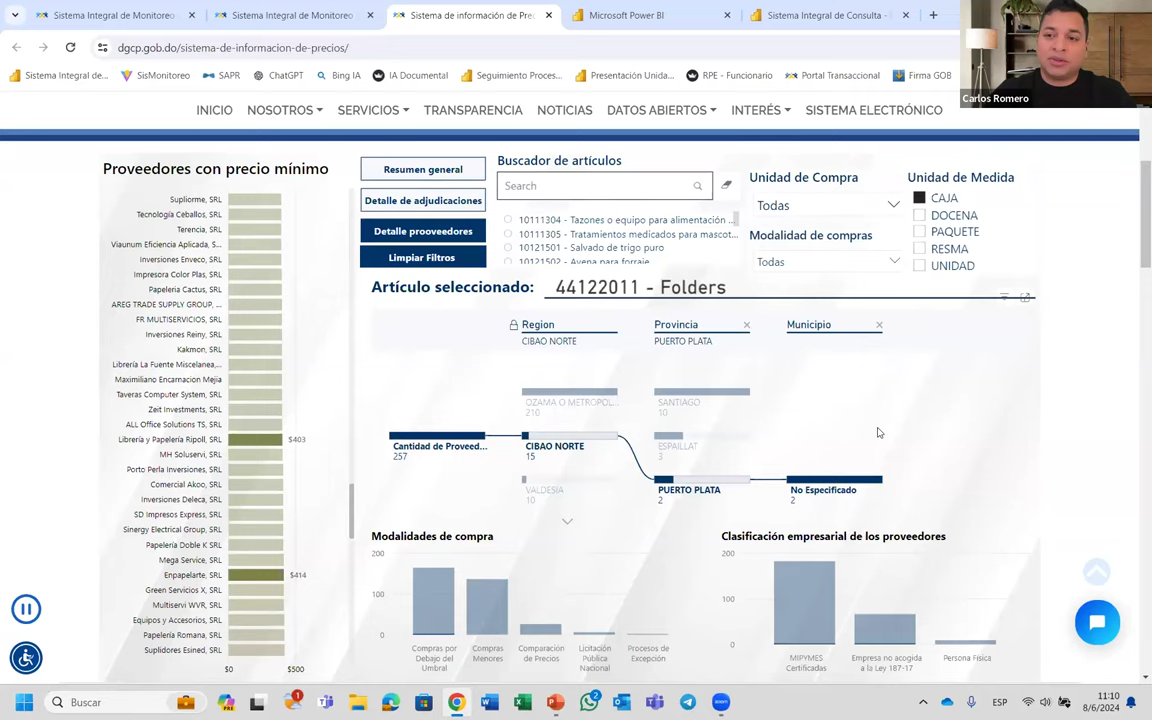 Sistema Integral de Monitoreo
Sistema Integral de Monitoreo
Sistema de información de Prec
Microsoft Power BI
Sistema Integral de Consulta -
dgcp.gob.do/sistema-de-informacion-de-precios/
Sistema Integral de...
SisMonitoreo
SAPR
ChatGPT
Bing IA
IA Documental
Seguimiento Proces...
Presentación Unida...
RPE - Funcionario
Portal Transaccional
Firma GOB
Carlos Romero
INICIO
NOSOTROS
SERVICIOS
TRANSPARENCIA
NOTICIAS
DATOS ABIERTOS
INTERÉS
SISTEMA ELECTRÓNICO
Proveedores con precio mínimo
Supliorme, SRL
Tecnología Ceballos, SRL
Terencia, SRL
Viaunum Eficiencia Aplicada, S...
Inversiones Enveco, SRL
Impresora Color Plas, SRL
Papeleria Cactus, SRL
AREG TRADE SUPPLY GROUP, ...
FR MULTISERVICIOS, SRL
Inversiones Reiny, SRL
Kakmon, SRL
Librería La Fuente Miscelanea,...
Maximiliano Encarnacion Mejia
Taveras Computer System, SRL
Zeit Investments, SRL
ALL Office Solutions TS, SRL
Librería y Papelería Ripoll, SRL
$403
MH Soluservi, SRL
Porto Perla Inversiones, SRL
Comercial Akoo, SRL
Inversiones Deleca, SRL
SD Impresos Express, SRL
Sinergy Electrical Group, SRL
Papelería Doble K SRL
Mega Service, SRL
Enpapelarte, SRL
$414
Green Servicios X, SRL
Multiservi WVR, SRL
Equipos y Accesorios, SRL
Papelería Romana, SRL
Suplidores Esined, SRL
$0
$500
Resumen general
Detalle de adjudicaciones
Detalle prooveedores
Limpiar Filtros
Buscador de artículos
Search
10111304 - Tazones o equipo para alimentación ...
10111305 - Tratamientos medicados para mascot...
10121501 - Salvado de trigo puro
10121502 - Avena para forraje
Unidad de Compra
Todas
Modalidad de compras
Todas
Unidad de Medida
CAJA
DOCENA
PAQUETE
RESMA
UNIDAD
Artículo seleccionado:
44122011 - Folders
Region
CIBAO NORTE
Provincia
PUERTO PLATA
Municipio
OZAMA O METROPOL...
210
SANTIAGO
10
Cantidad de Proveed...
257
CIBAO NORTE
15
ESPAILLAT
3
VALDESIA
10
PUERTO PLATA
2
No Especificado
2
Modalidades de compra
200
100
0
Compras por
Debajo del
Umbral
Compras
Menores
Comparacion
de Precios
Licitación
Pública
Nacional
Procesos de
Excepción
Clasificación empresarial de los proveedores
200
100
0
MIPYMES
Certificadas
Empresa no acogida
a la Ley 187-17
Persona Física
Buscar
1
2
ESP
11:10
8/6/2024